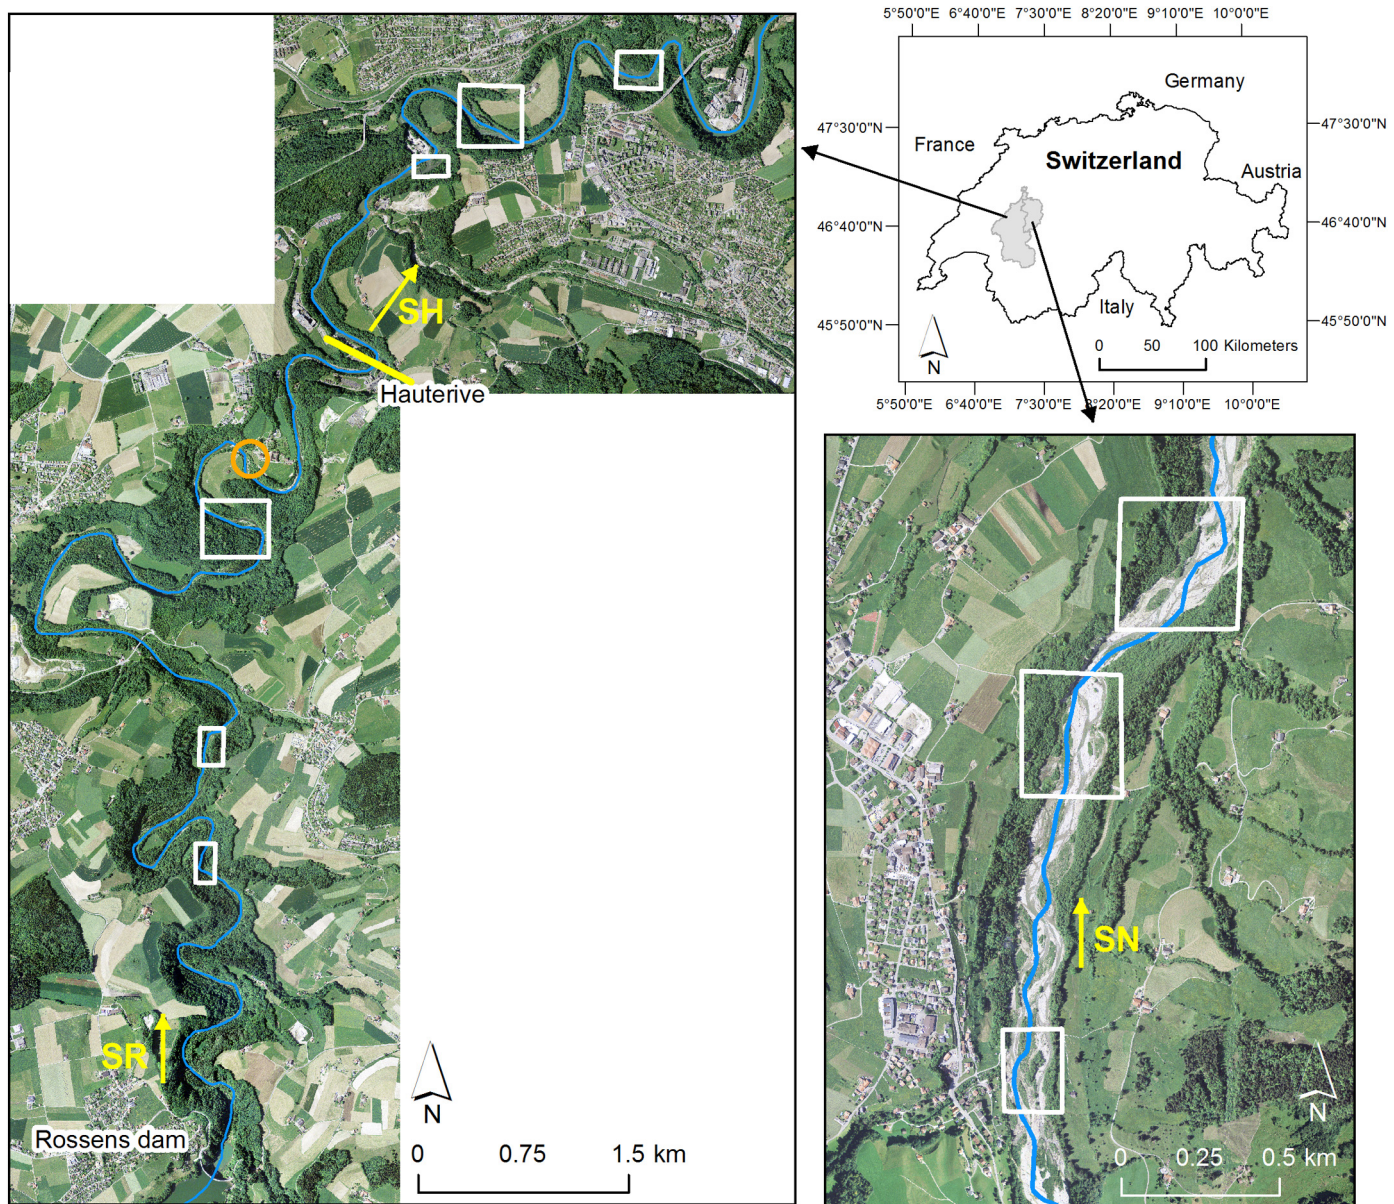 SH
Hauterive
SR
Rossens dam
N
0 0.75 1.5 km
5°50'0"E 6°40'0"E 7°30'0"E 8°20'0"E 9°10'0"E 10°0'0"E
Germany
47°30'0"N 47°30'0"N
France
Switzerland
Austria
46°40'0"N 46°40'0"N
Italy
45°50'0"N 45°50'0"N
0 50 100 Kilometers
N
5°50'0"E 6°40'0"E 7°30'0"E 8°20'0"E 9°10'0"E 10°0'0"E
SN
N
0 0.25 0.5 km